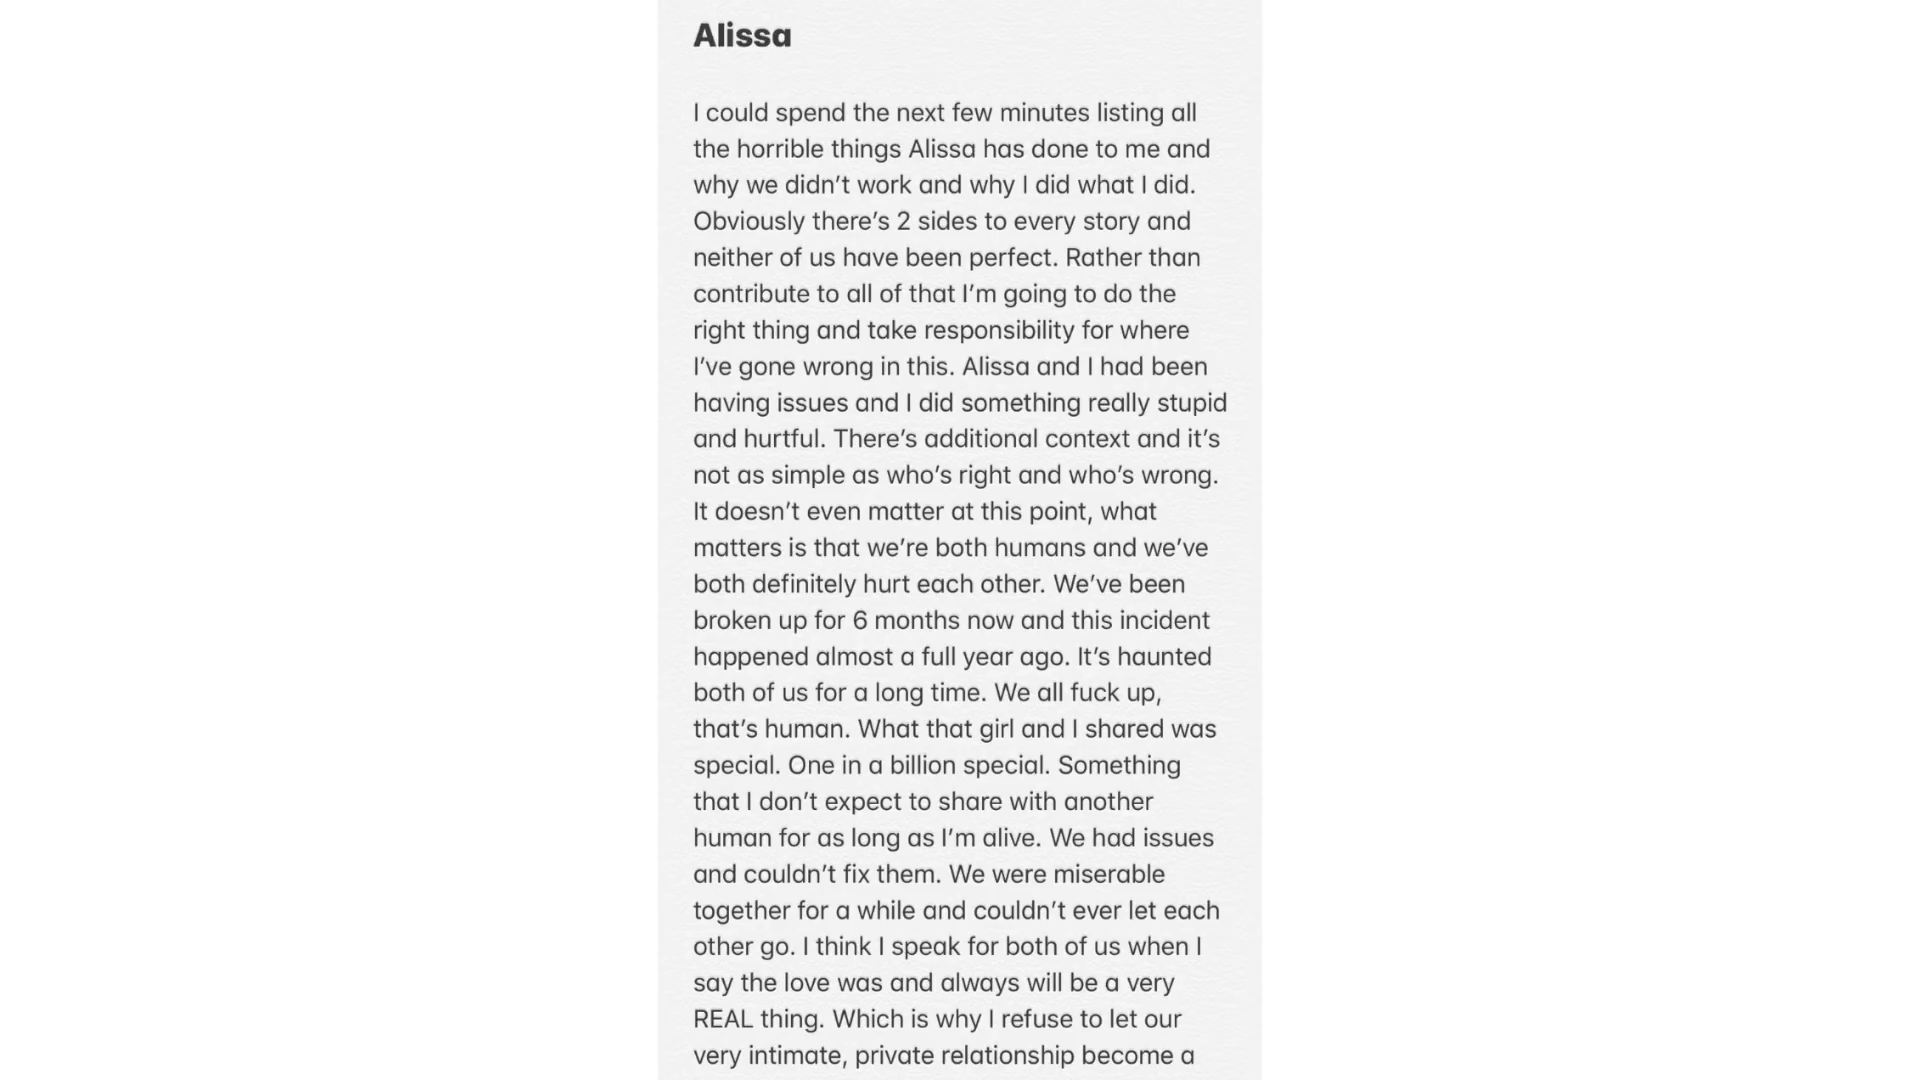 Alissa
I could spend the next few minutes listing all
the horrible things Alissa has done to me and
why we didn’t work and why I did what I did.
Obviously there’s 2 sides to every story and
neither of us have been perfect. Rather than
contribute to all of that I’m going to do the
right thing and take responsibility for where
I’ve gone wrong in this. Alissa and I had been
having issues and I did something really stupid
and hurtful. There’s additional context and it’s
not as simple as who’s right and who’s wrong.
It doesn’t even matter at this point, what
matters is that we’re both humans and we’ve
both definitely hurt each other. We’ve been
broken up for 6 months now and this incident
happened almost a full year ago. It’s haunted
both of us for a long time. We all fuck up,
that’s human. What that girl and I shared was
special. One in a billion special. Something
that I don’t expect to share with another
human for as long as I’m alive. We had issues
and couldn’t fix them. We were miserable
together for a while and couldn’t ever let each
other go. I think I speak for both of us when I
say the love was and always will be a very
REAL thing. Which is why I refuse to let our
very intimate, private relationship become a